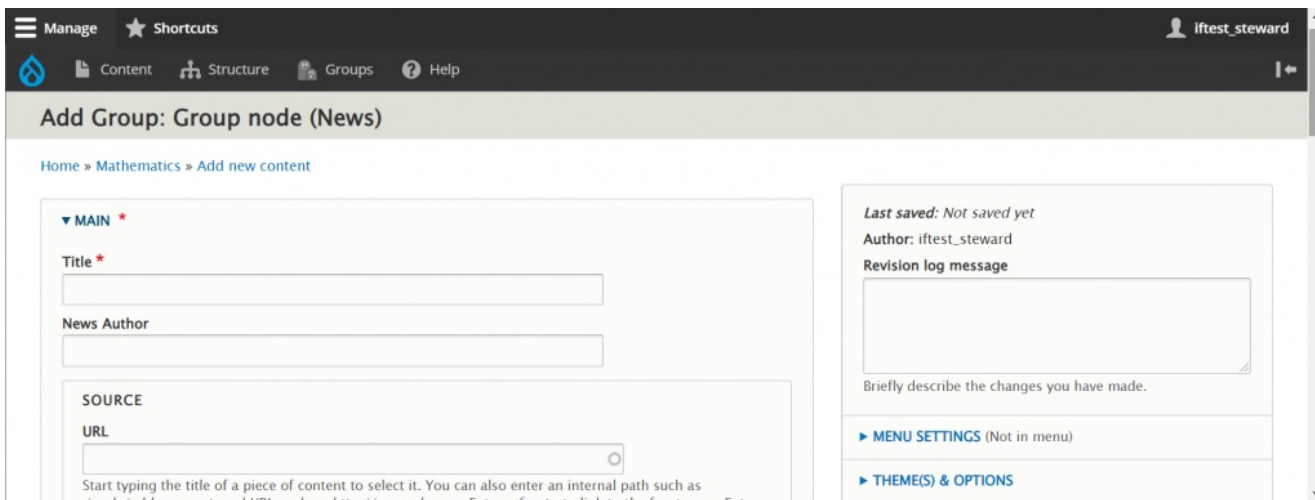 Manage Shortcuts iftest_steward
Content Structure Groups Help
Add Group: Group node (News)
Home » Mathematics » Add new content
▼ MAIN *
Title *
News Author
SOURCE
URL
Start typing the title of a piece of content to select it. You can also enter an internal path such as
Last saved: Not saved yet
Author: iftest_steward
Revision log message
Briefly describe the changes you have made.
► MENU SETTINGS (Not in menu)
► THEME(S) & OPTIONS